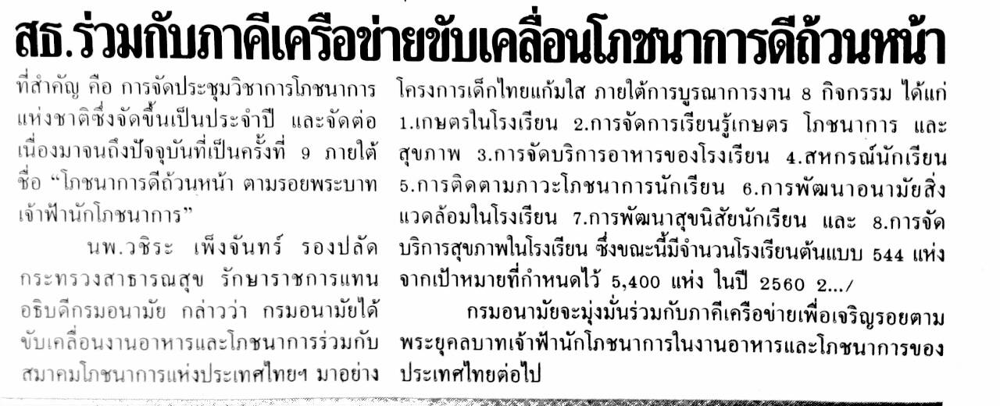 สธ.ร่วมกับภาคีเครือข่ายขับเคลื่อนโภชนาการดีถ้วนหน้า
ที่สำคัญ คือ การจัดประชุมวิชาการโภชนาการ
แห่งชาติซึ่งจัดขึ้นเป็นประจำปี และจัดต่อ
เนื่องมาจนถึงปัจจุบันที่เป็นครั้งที่ 9 ภายใต้
ชื่อ “โภชนาการดีถ้วนหน้า ตามรอยพระบาท
เจ้าฟ้านักโภชนาการ”
นพ.วชิระ เพ็งจันทร์ รองปลัด
กระทรวงสาธารณสุข รักษาราชการแทน
อธิบดีกรมอนามัย กล่าวว่า กรมอนามัยได้
ขับเคลื่อนงานอาหารและโภชนาการร่วมกับ
สมาคมโภชนาการแห่งประเทศไทยฯ มาอย่าง
โครงการเด็กไทยแก้มใส ภายใต้การบูรณาการงาน 8 กิจกรรม ได้แก่
1.เกษตรในโรงเรียน 2.การจัดการเรียนรู้เกษตร โภชนาการ และ
สุขภาพ 3.การจัดบริการอาหารของโรงเรียน 4.สหกรณ์นักเรียน
5.การติดตามภาวะโภชนาการนักเรียน 6.การพัฒนาอนามัยสิ่ง
แวดล้อมในโรงเรียน 7.การพัฒนาสุขนิสัยนักเรียน และ 8.การจัด
บริการสุขภาพในโรงเรียน ซึ่งขณะนี้มีจำนวนโรงเรียนต้นแบบ 544 แห่ง
จากเป้าหมายที่กำหนดไว้ 5,400 แห่ง ในปี 2560 2.../
กรมอนามัยจะมุ่งมั่นร่วมกับภาคีเครือข่ายเพื่อเจริญรอยตาม
พระยุคลบาทเจ้าฟ้านักโภชนาการในงานอาหารและโภชนาการของ
ประเทศไทยต่อไป